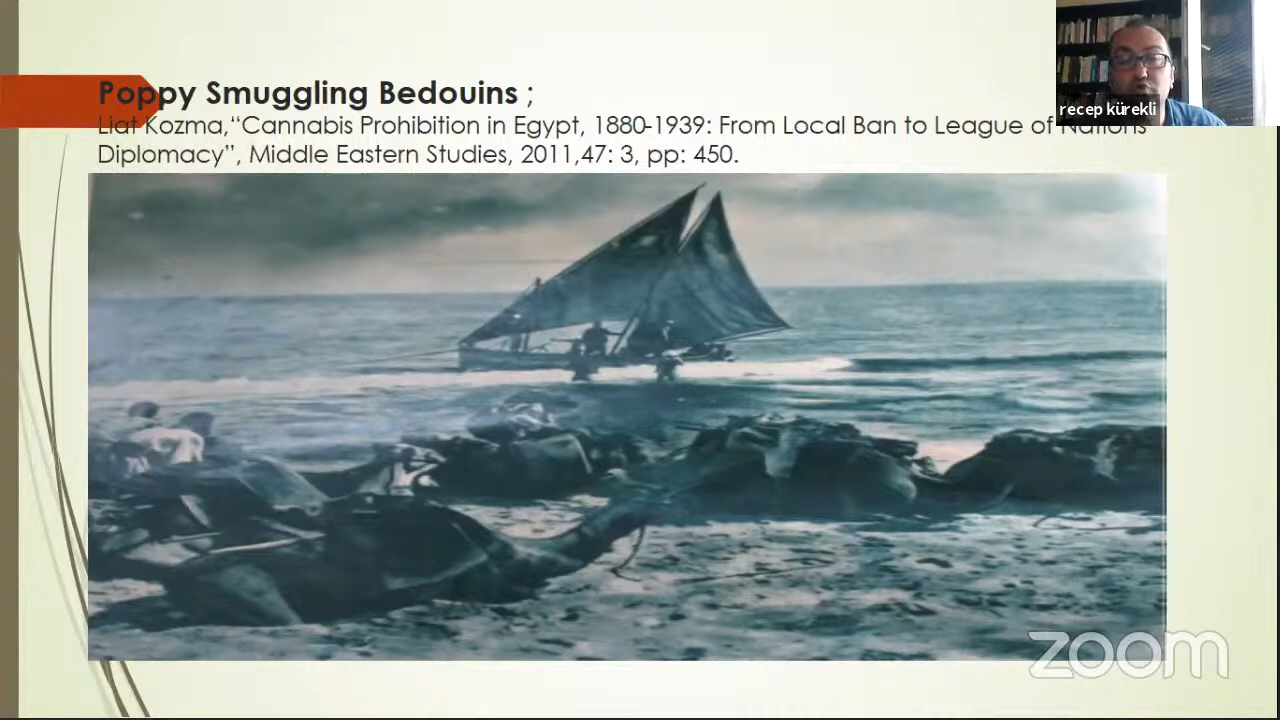 Poppy Smuggling Bedouins ;
Liat Kozma,“Cannabis Prohibition in Egypt, 1880-1939: From Local Ban to League of Nations
Diplomacy”, Middle Eastern Studies, 2011,47: 3, pp: 450.
recep kürekli
zoom